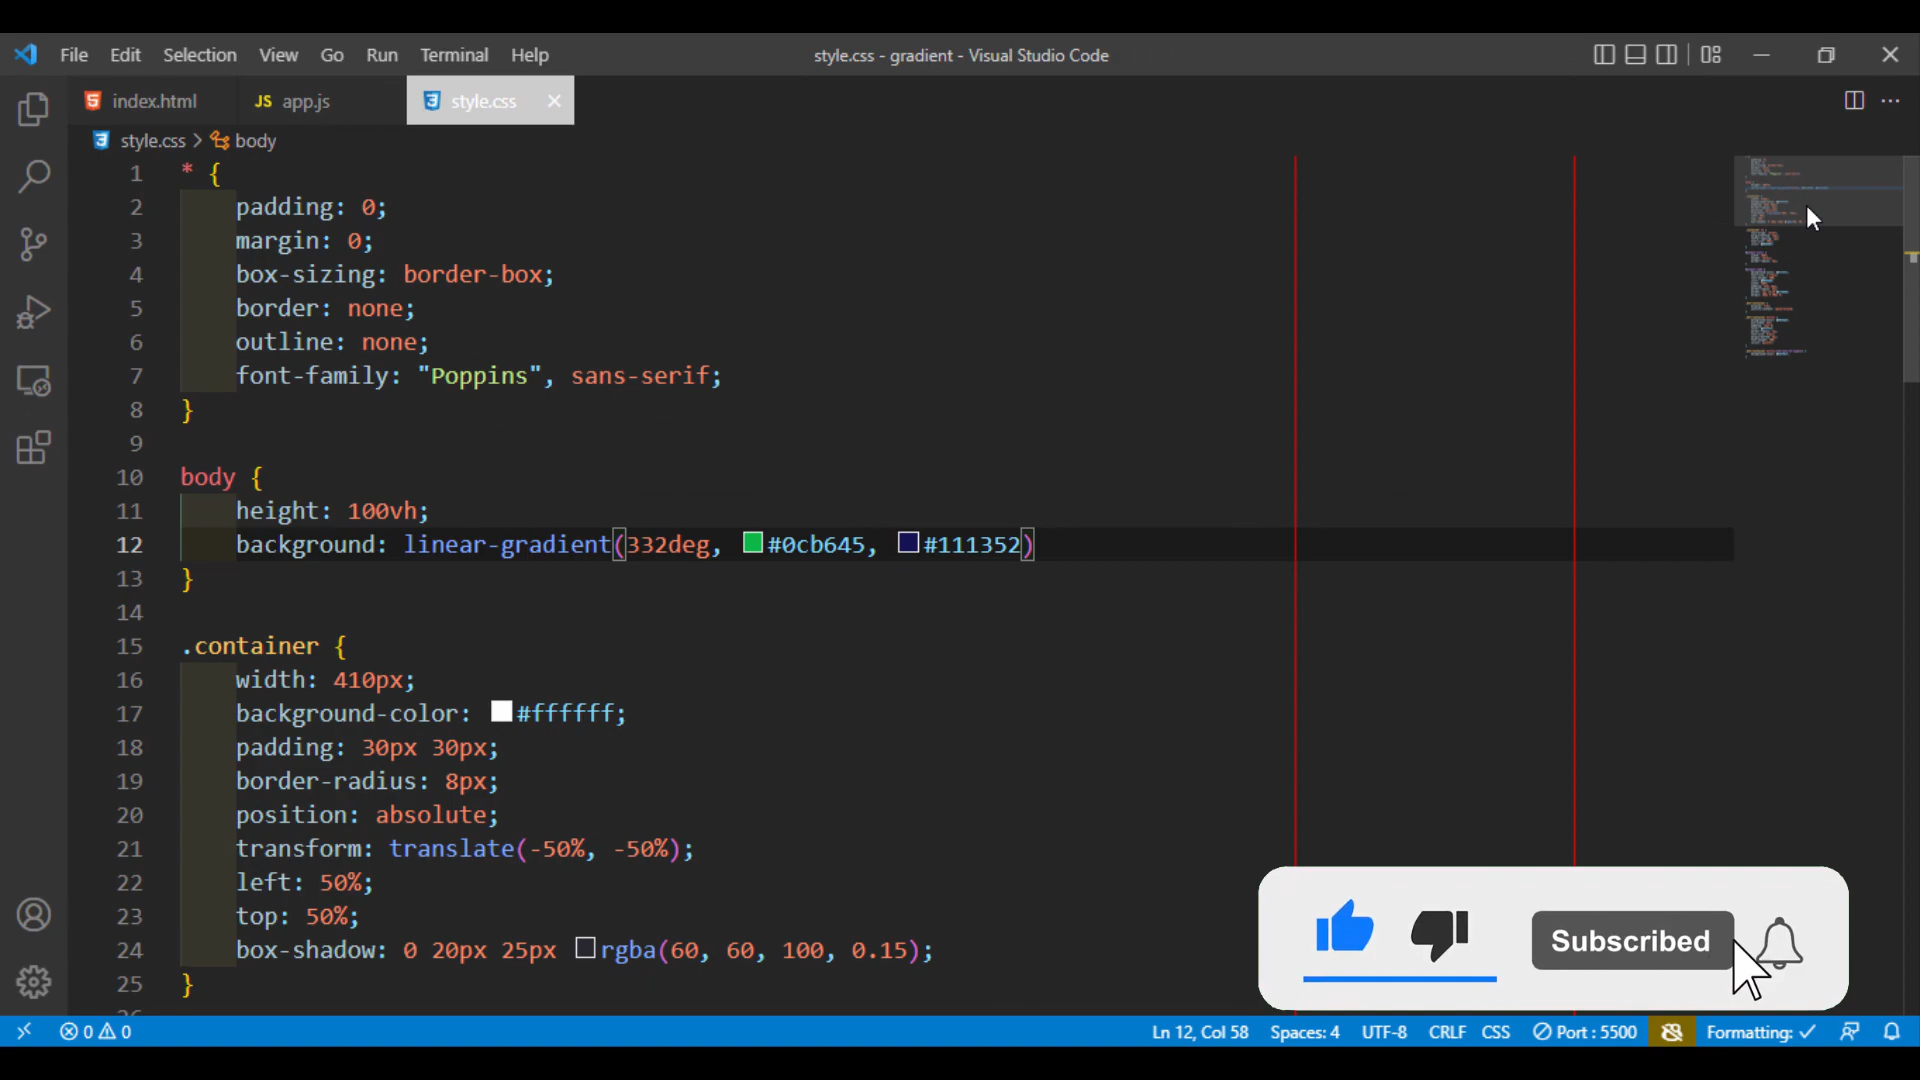 File Edit Selection View Go Run Terminal Help style.css - gradient - Visual Studio Code
index.html JS app.js style.css
style.css > body
1 * {
2 padding: 0;
3 margin: 0;
4 box-sizing: border-box;
5 border: none;
6 outline: none;
7 font-family: "Poppins", sans-serif;
8 }
9
10 body {
11 height: 100vh;
12 background: linear-gradient(332deg, #0cb645, #111352)
13 }
14
15 .container {
16 width: 410px;
17 background-color: #ffffff;
18 padding: 30px 30px;
19 border-radius: 8px;
20 position: absolute;
21 transform: translate(-50%, -50%);
22 left: 50%;
23 top: 50%;
24 box-shadow: 0 20px 25px rgba(60, 60, 100, 0.15);
25 }
Subscribed
0 0 Ln 12, Col 58 Spaces: 4 UTF-8 CRLF CSS Port : 5500 Formatting: ✓